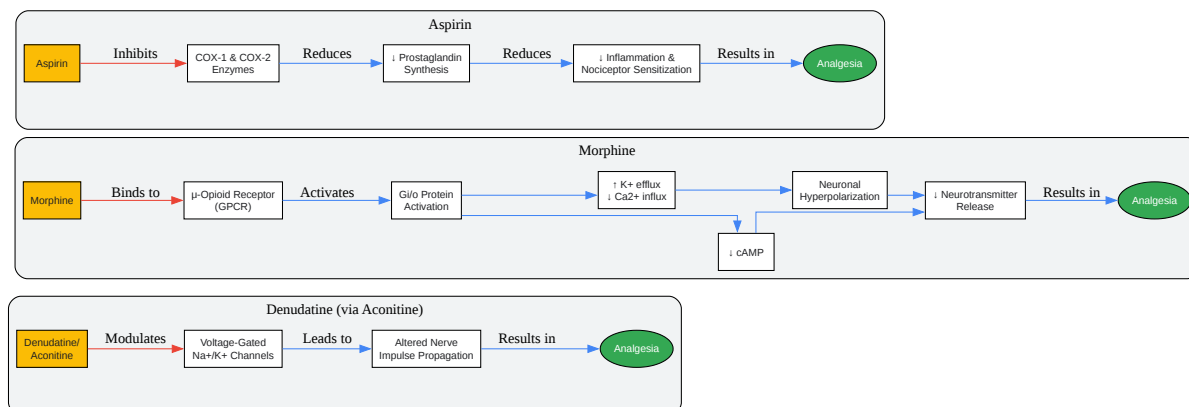 Aspirin
Aspirin
Inhibits
COX-1 & COX-2
Enzymes
Reduces
↓ Prostaglandin
Synthesis
Reduces
↓ Inflammation &
Nociceptor Sensitization
Results in
Analgesia
Morphine
Morphine
Binds to
μ-Opioid Receptor
(GPCR)
Activates
Gi/o Protein
Activation
↑ K+ efflux
↓ Ca2+ influx
Neuronal
Hyperpolarization
↓ Neurotransmitter
Release
Results in
Analgesia
↓ cAMP
Denudatine (via Aconitine)
Denudatine/
Aconitine
Modulates
Voltage-Gated
Na+/K+ Channels
Leads to
Altered Nerve
Impulse Propagation
Results in
Analgesia